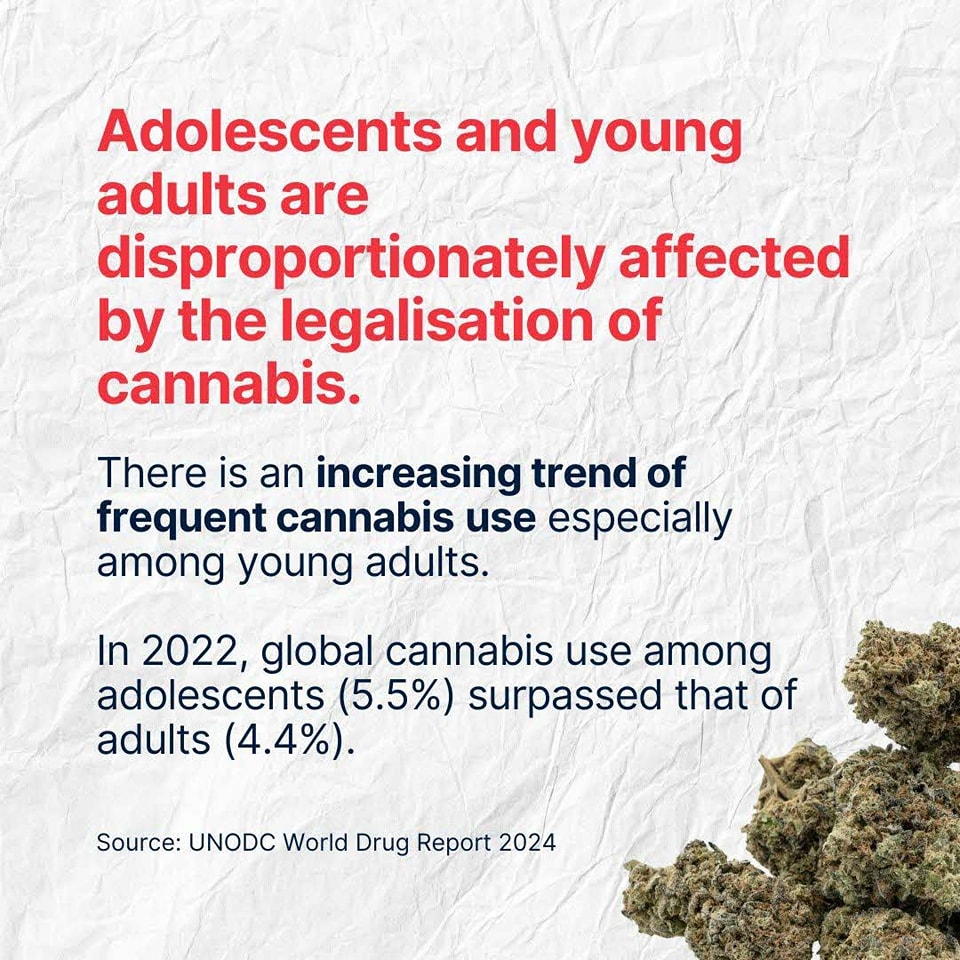 Adolescents and young
adults are
disproportionately affected
by the legalisation of
cannabis.
There is an increasing trend of
frequent cannabis use especially
among young adults.
In 2022, global cannabis use among
adolescents (5.5%) surpassed that of
adults (4.4%).
Source: UNODC World Drug Report 2024